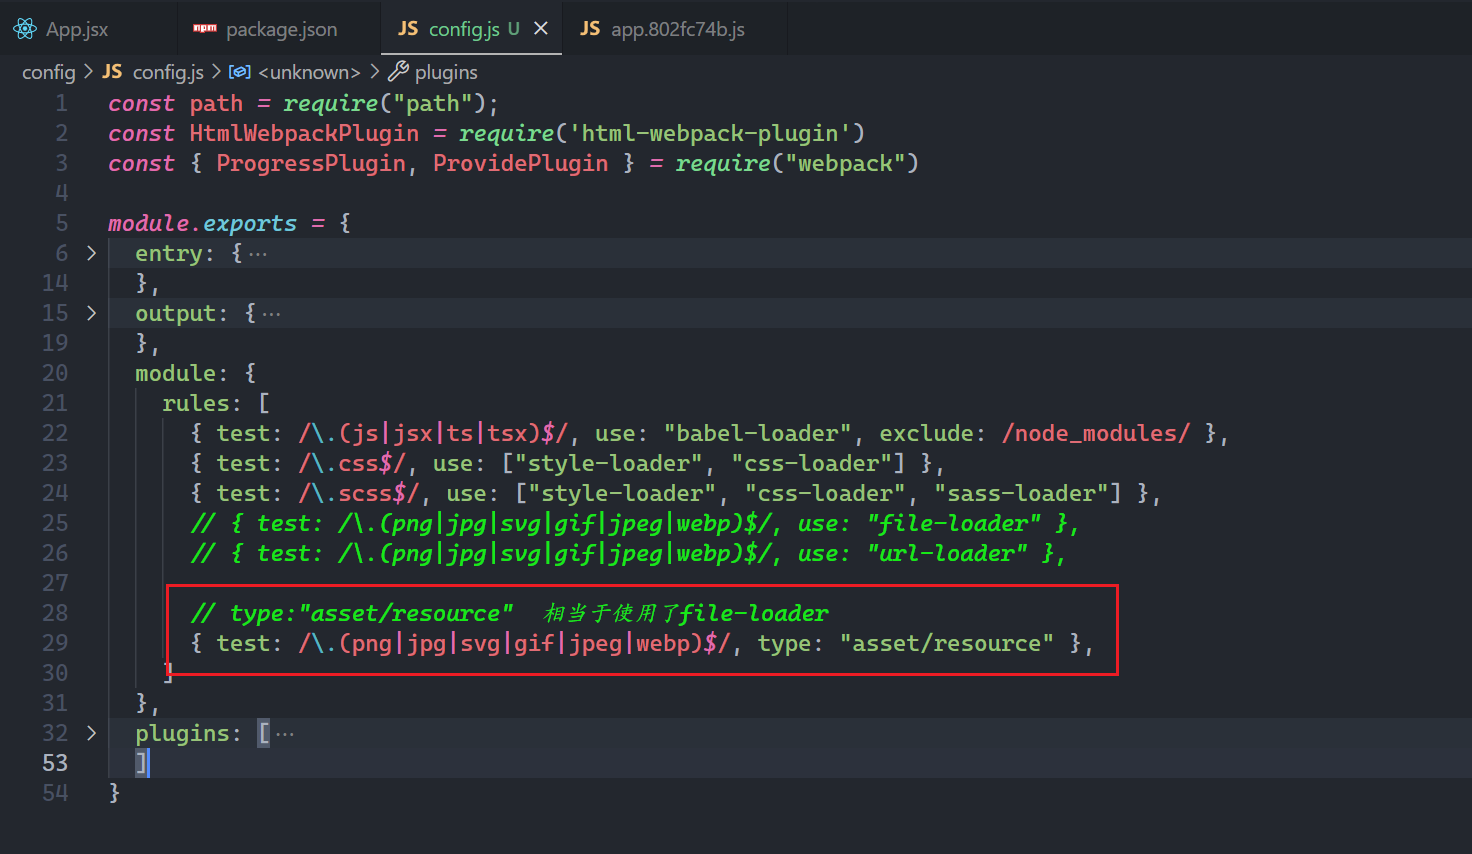 App.jsx npm package.json JS config.js U JS app.802fc74b.js
config > JS config.js > <unknown> > plugins
1 const path = require("path");
2 const HtmlWebpackPlugin = require('html-webpack-plugin')
3 const { ProgressPlugin, ProvidePlugin } = require("webpack")
4
5 module.exports = {
6 entry: {···
14 },
15 output: {···
19 },
20 module: {
21 rules: [
22 { test: /\.(js|jsx|ts|tsx)$/, use: "babel-loader", exclude: /node_modules/ },
23 { test: /\.css$/, use: ["style-loader", "css-loader"] },
24 { test: /\.scss$/, use: ["style-loader", "css-loader", "sass-loader"] },
25 // { test: /\.(png|jpg|svg|gif|jpeg|webp)$/, use: "file-loader" },
26 // { test: /\.(png|jpg|svg|gif|jpeg|webp)$/, use: "url-loader" },
27
28 // type:"asset/resource" 相当于使用了file-loader
29 { test: /\.(png|jpg|svg|gif|jpeg|webp)$/, type: "asset/resource" },
30 ]
31 },
32 plugins: [···
53 ]
54 }